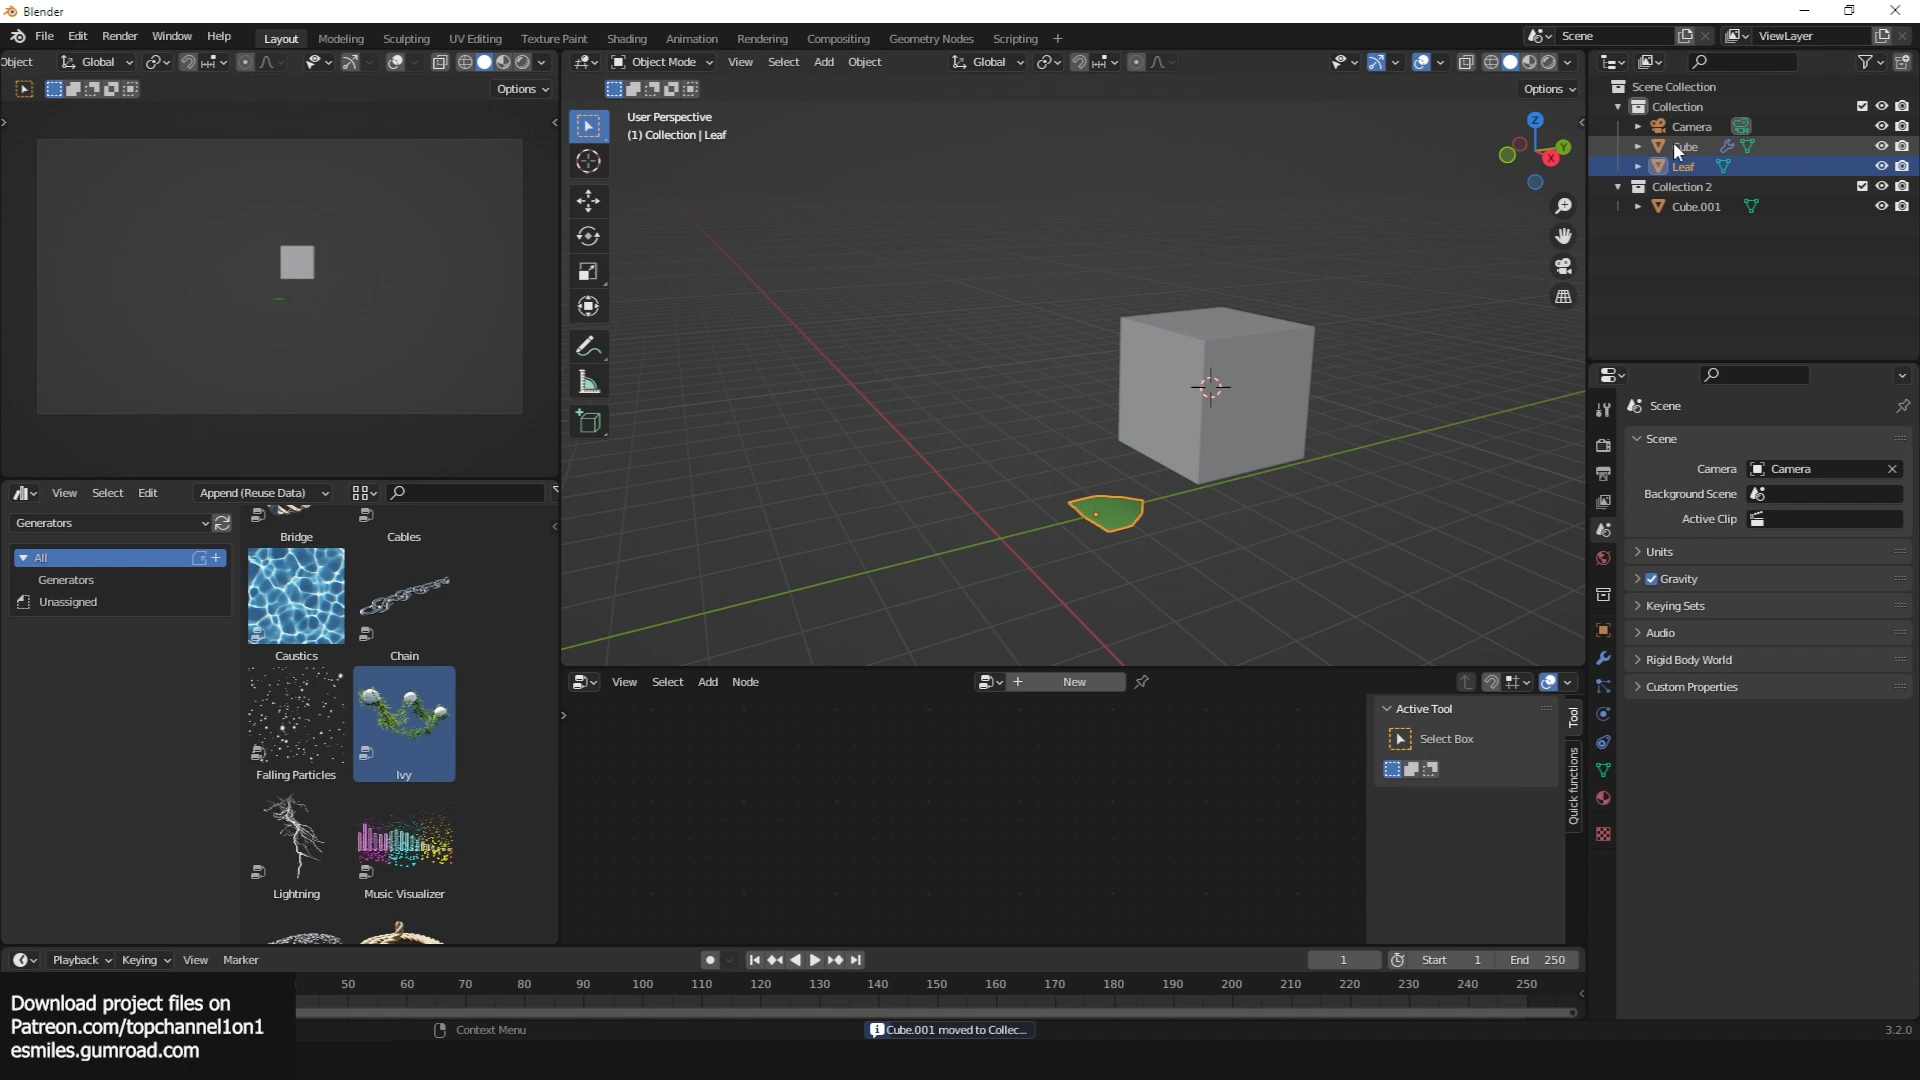 Blender
File Edit Render Window Help
Layout Modeling Sculpting UV Editing Texture Paint Shading Animation Rendering Compositing Geometry Nodes Scripting +
Scene
ViewLayer
Object Global
Options
Object Mode View Select Add Object Global
Options
User Perspective
(1) Collection | Leaf
Z
Y
X
Scene Collection
Collection
Camera
Cube
Leaf
Collection 2
Cube.001
Scene
Scene
Camera Camera
Background Scene
Active Clip
Units
Gravity
Keying Sets
Audio
Rigid Body World
Custom Properties
View Select Edit Append (Reuse Data)
Generators
All
Generators
Unassigned
Bridge Cables
Caustics Chain
Falling Particles Ivy
Lightning Music Visualizer
View Select Add Node
New
Active Tool
Select Box
Tool
Quick functions
Playback Keying View Marker
1 Start 1 End 250
50 60 70 80 90 100 110 120 130 140 150 160 170 180 190 200 210 220 230 240 250
Download project files on
Patreon.com/topchannel1on1
esmiles.gumroad.com
Context Menu
Cube.001 moved to Collec...
3.2.0